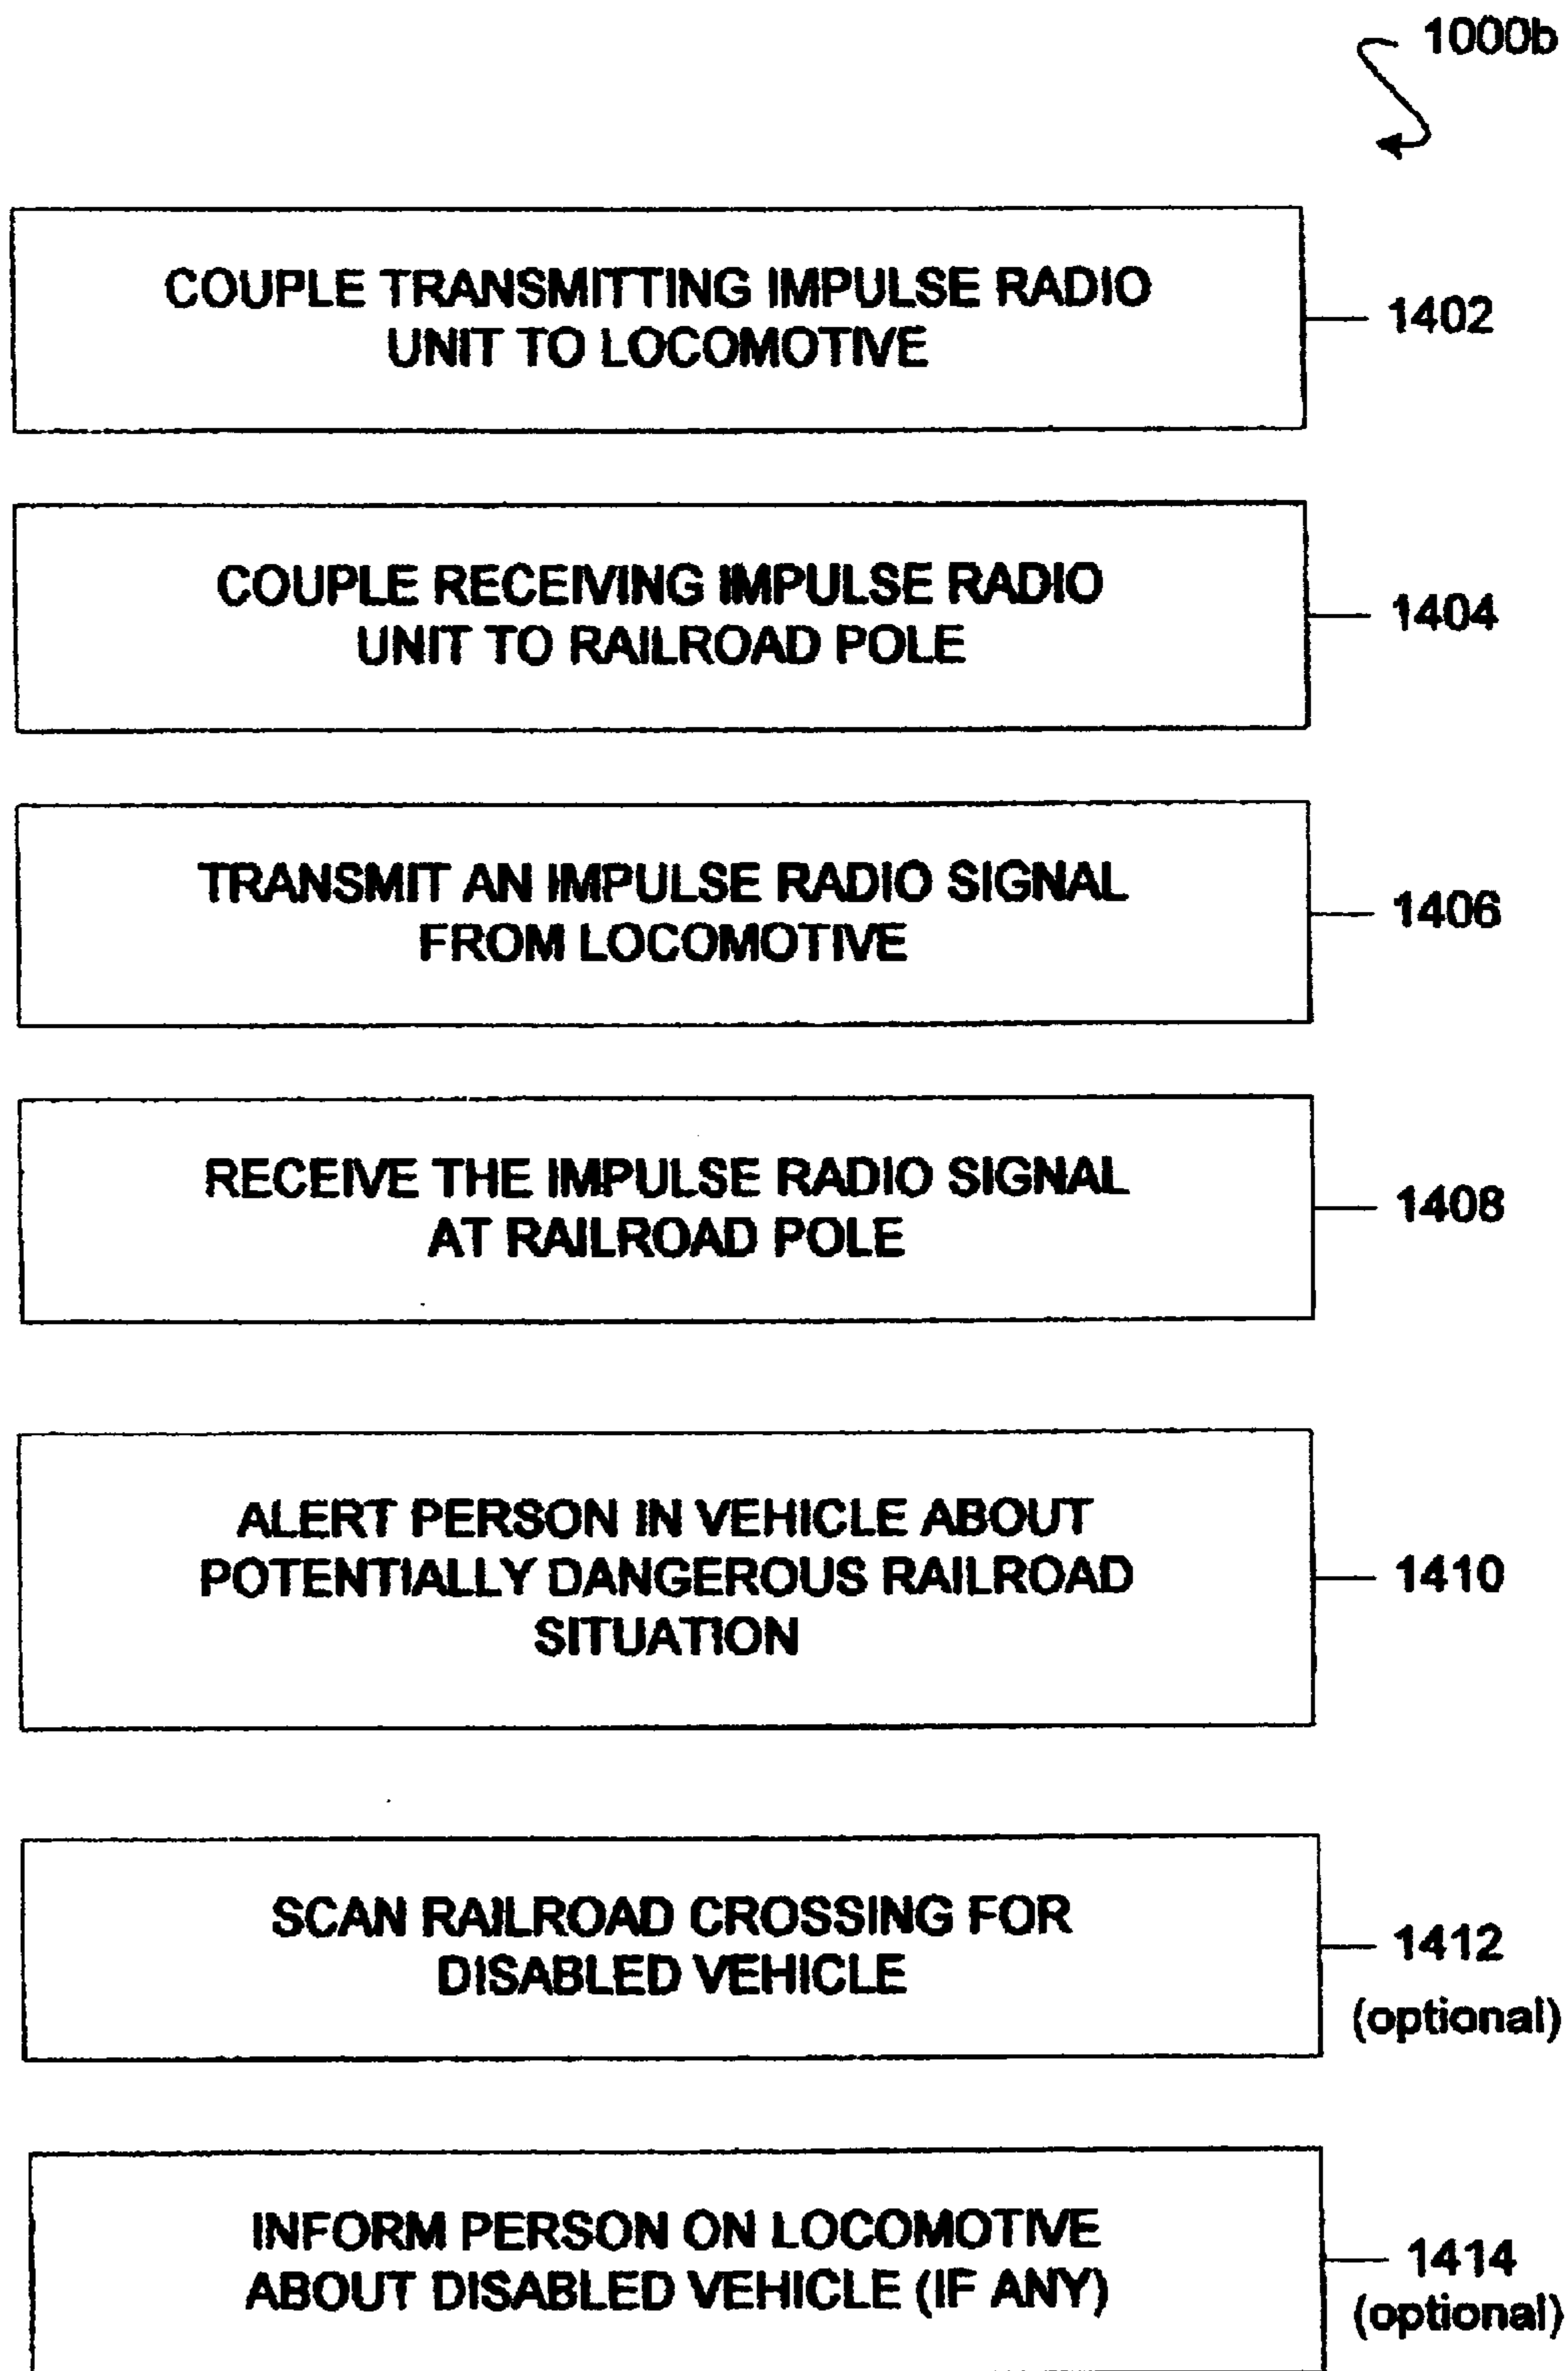 1000b
COUPLE TRANSMITTING IMPULSE RADIO
UNIT TO LOCOMOTIVE
1402
COUPLE RECEIVING IMPULSE RADIO
UNIT TO RAILROAD POLE
1404
TRANSMIT AN IMPULSE RADIO SIGNAL
FROM LOCOMOTIVE
1406
RECEIVE THE IMPULSE RADIO SIGNAL
AT RAILROAD POLE
1408
ALERT PERSON IN VEHICLE ABOUT
POTENTIALLY DANGEROUS RAILROAD
SITUATION
1410
SCAN RAILROAD CROSSING FOR
DISABLED VEHICLE
1412
(optional)
INFORM PERSON ON LOCOMOTIVE
ABOUT DISABLED VEHICLE (IF ANY)
1414
(optional)